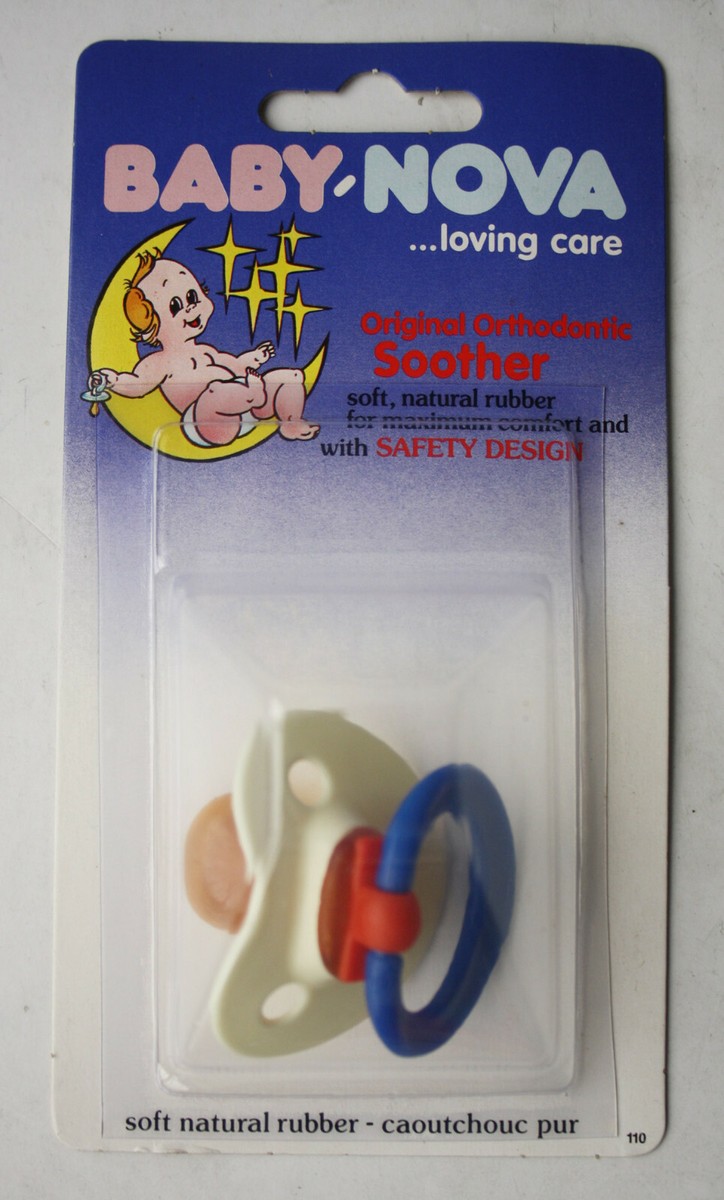 BABY-NOVA
...loving care
Original Orthodontic
Soother
soft, natural rubber
for maximum comfort and
with SAFETY DESIGN
soft natural rubber - caoutchouc pur
110